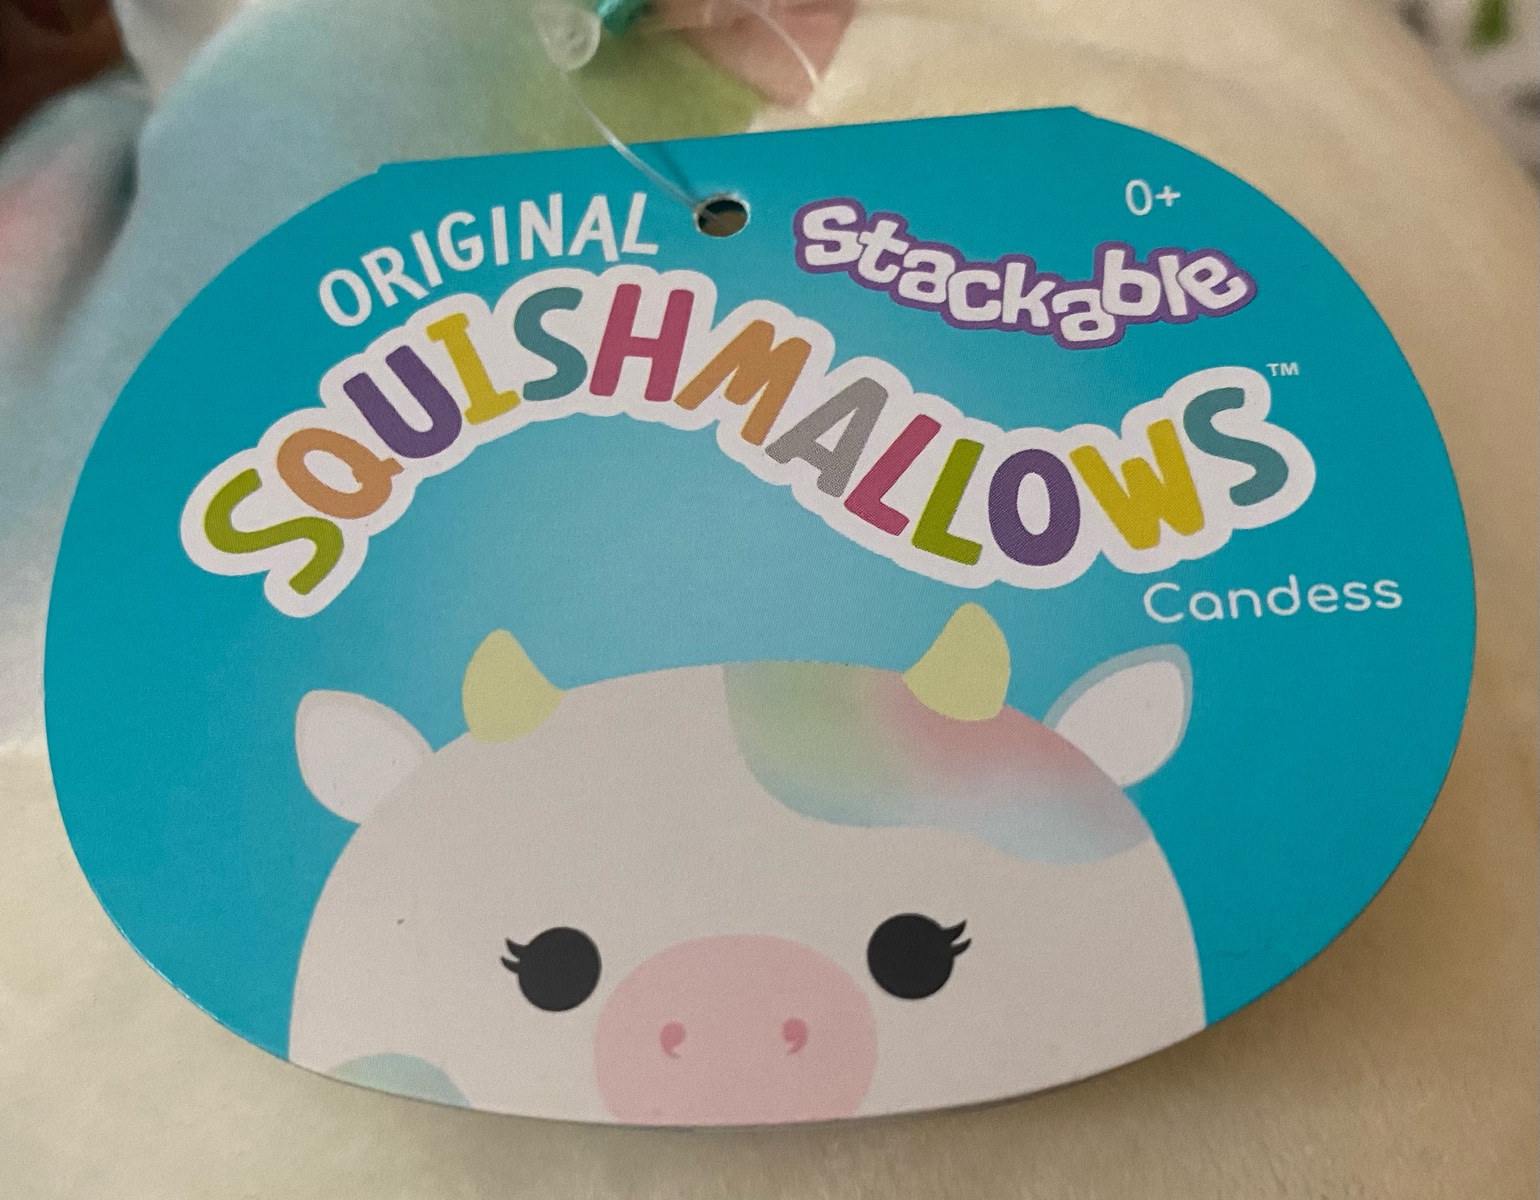 ORIGINAL
SQUISHMALLOWS™
Stackable
0+
Candess